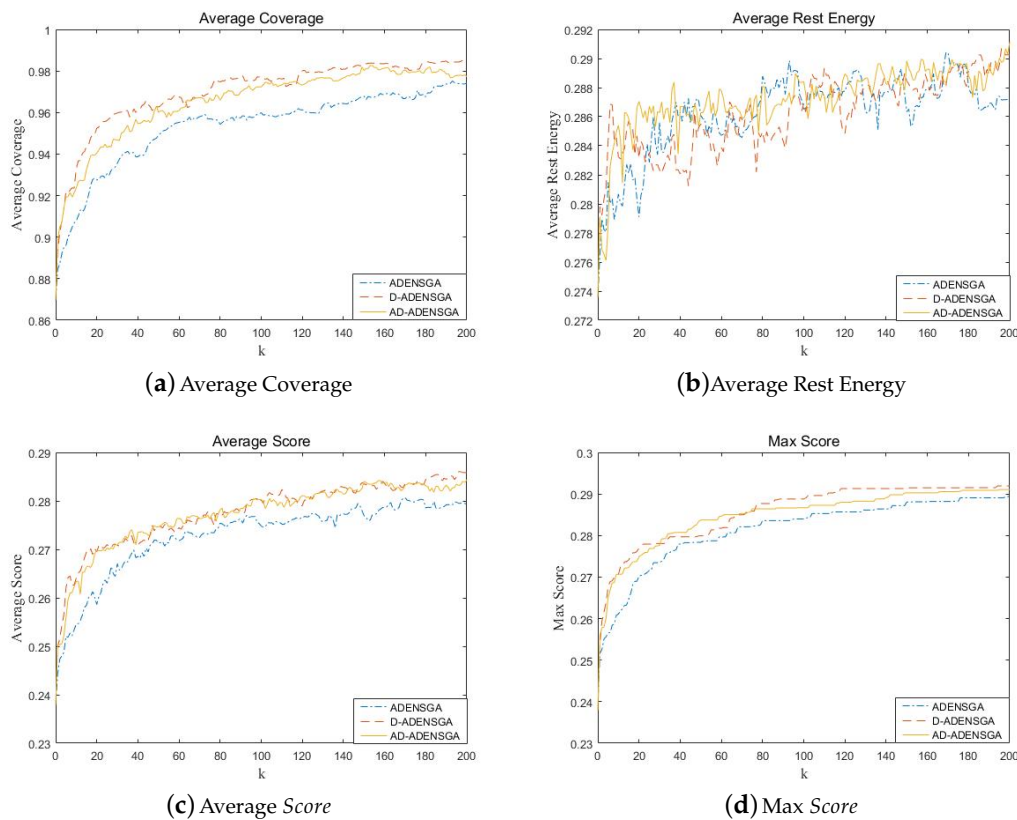 Average Coverage
1
0.98
0.96
0.94
0.92
0.9
0.88
0.86
Average Coverage
0 20 40 60 80 100 120 140 160 180 200
k
ADENSGA
D-ADENSGA
AD-ADENSGA
(a) Average Coverage
Average Rest Energy
0.292
0.29
0.288
0.286
0.284
0.282
0.28
0.278
0.276
0.274
0.272
Average Rest Energy
0 20 40 60 80 100 120 140 160 180 200
k
ADENSGA
D-ADENSGA
AD-ADENSGA
(b)Average Rest Energy
Average Score
0.29
0.28
0.27
0.26
0.25
0.24
0.23
Average Score
0 20 40 60 80 100 120 140 160 180 200
k
ADENSGA
D-ADENSGA
AD-ADENSGA
(c) Average Score
Max Score
0.3
0.29
0.28
0.27
0.26
0.25
0.24
0.23
Max Score
0 20 40 60 80 100 120 140 160 180 200
k
ADENSGA
D-ADENSGA
AD-ADENSGA
(d) Max Score